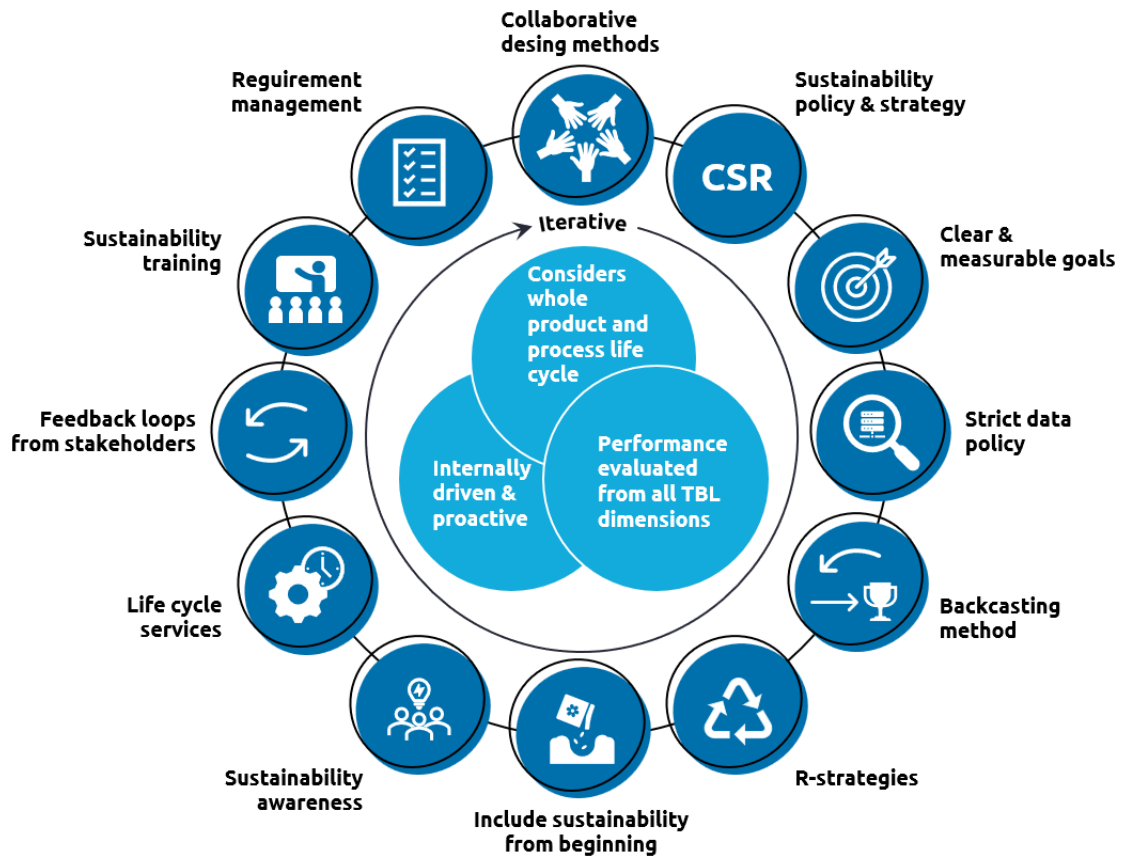 Collaborative
desing methods
Sustainability
policy & strategy
CSR
Clear &
measurable goals
Strict data
policy
Backcasting
method
R-strategies
Include sustainability
from beginning
Sustainability
awareness
Life cycle
services
Feedback loops
from stakeholders
Sustainability
training
Reguirement
management
Iterative
Considers
whole
product and
process life
cycle
Internally
driven &
proactive
Performance
evaluated
from all TBL
dimensions